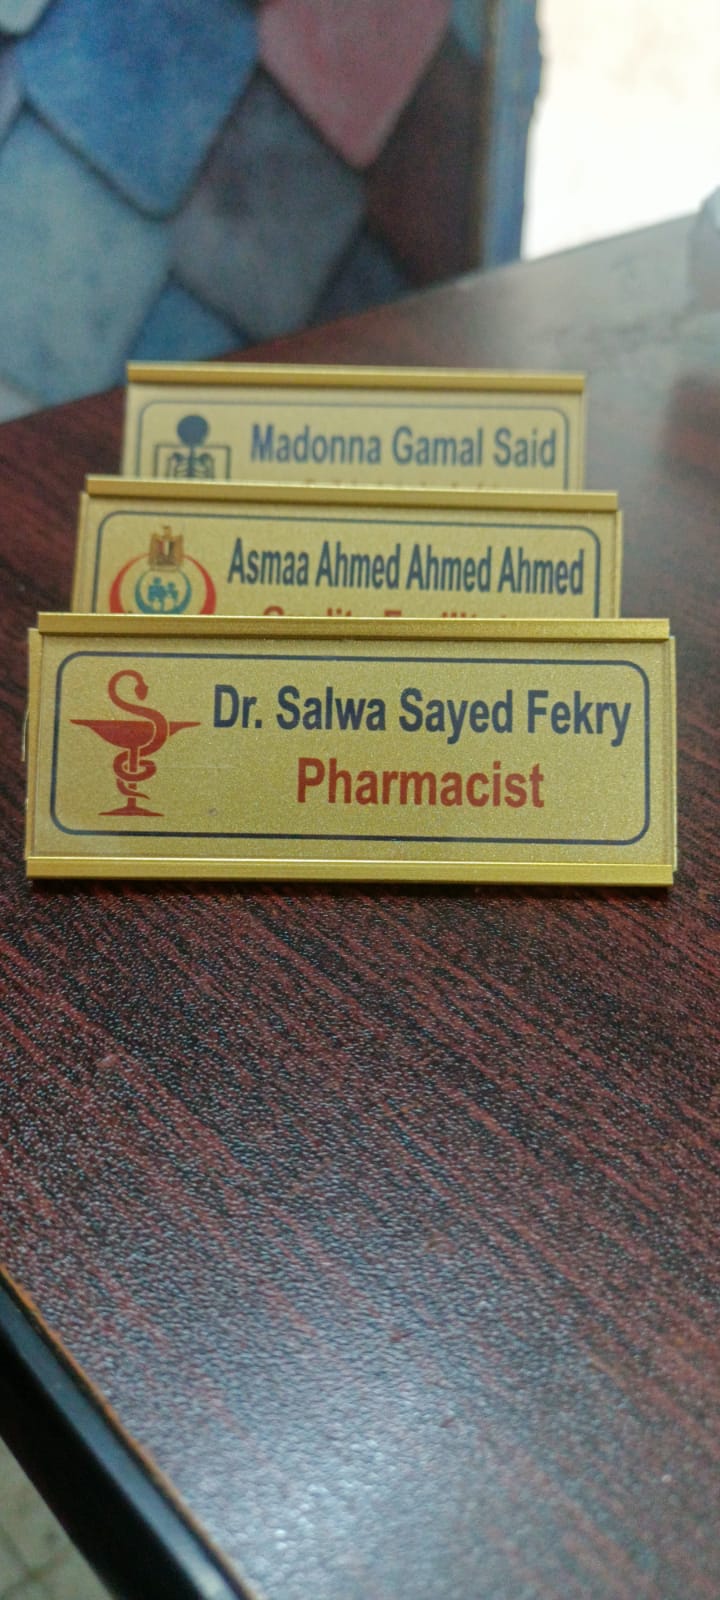 Madonna Gamal Said
Asmaa Ahmed Ahmed Ahmed
Dr. Salwa Sayed Fekry
Pharmacist